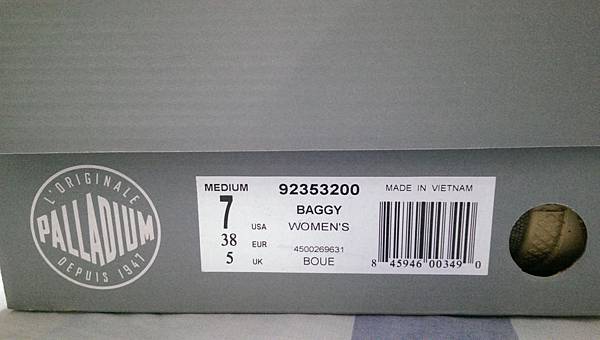 L'ORIGINALE
PALLADIUM
DEPUIS 1947
MEDIUM 92353200 MADE IN VIETNAM
7 USA BAGGY
WOMEN'S
38 EUR 4500269631
5 UK BOUE
8 45946 00349 0